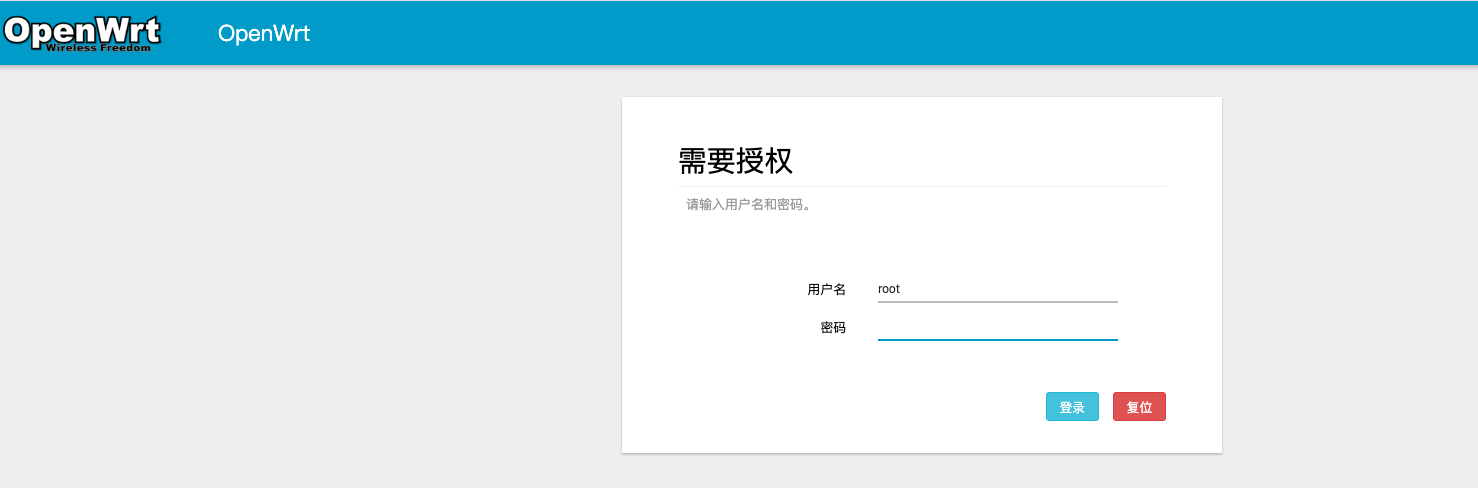 OpenWrt
Wireless Freedom
OpenWrt
需要授权
请输入用户名和密码。
用户名 root
密码
登录 复位